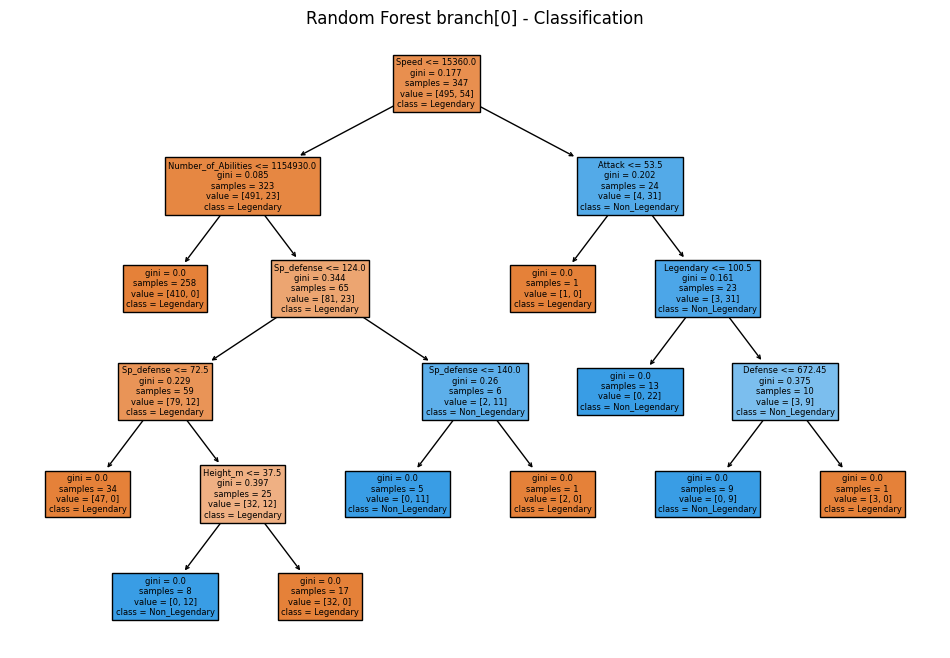 Random Forest branch[0] - Classification
Speed <= 15360.0
gini = 0.177
samples = 347
value = [495, 54]
class = Legendary
Number_of_Abilities <= 1154930.0
gini = 0.085
samples = 323
value = [491, 23]
class = Legendary
Attack <= 53.5
gini = 0.202
samples = 24
value = [4, 31]
class = Non_Legendary
gini = 0.0
samples = 258
value = [410, 0]
class = Legendary
Sp_defense <= 124.0
gini = 0.344
samples = 65
value = [81, 23]
class = Legendary
gini = 0.0
samples = 1
value = [1, 0]
class = Legendary
Legendary <= 100.5
gini = 0.161
samples = 23
value = [3, 31]
class = Non_Legendary
Sp_defense <= 72.5
gini = 0.229
samples = 59
value = [79, 12]
class = Legendary
Sp_defense <= 140.0
gini = 0.26
samples = 6
value = [2, 11]
class = Non_Legendary
gini = 0.0
samples = 13
value = [0, 22]
class = Non_Legendary
Defense <= 672.45
gini = 0.375
samples = 10
value = [3, 9]
class = Non_Legendary
gini = 0.0
samples = 34
value = [47, 0]
class = Legendary
Height_m <= 37.5
gini = 0.397
samples = 25
value = [32, 12]
class = Legendary
gini = 0.0
samples = 5
value = [0, 11]
class = Non_Legendary
gini = 0.0
samples = 1
value = [2, 0]
class = Legendary
gini = 0.0
samples = 9
value = [0, 9]
class = Non_Legendary
gini = 0.0
samples = 1
value = [3, 0]
class = Legendary
gini = 0.0
samples = 8
value = [0, 12]
class = Non_Legendary
gini = 0.0
samples = 17
value = [32, 0]
class = Legendary